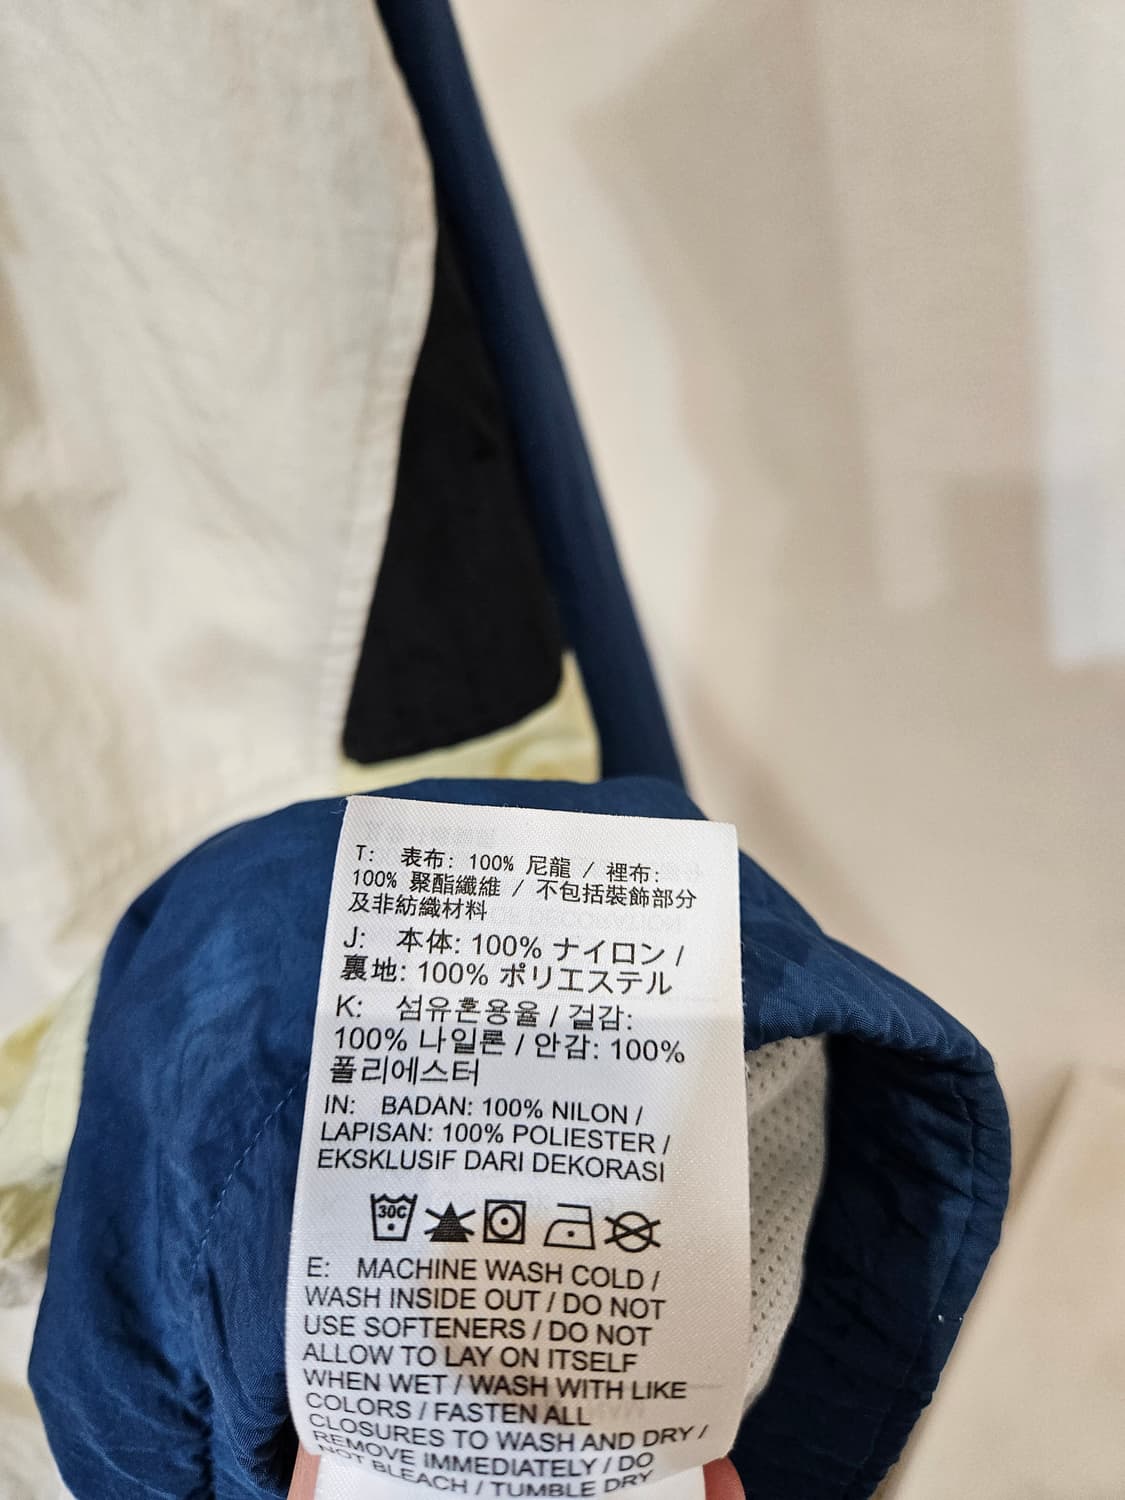 T: 表布: 100% 尼龍 / 裡布:
100% 聚酯纖維 / 不包括裝飾部分
及非紡織材料
J: 本体: 100% ナイロン /
裏地: 100% ポリエステル
K: 섬유혼용율 / 겉감:
100% 나일론 / 안감: 100%
폴리에스터
IN: BADAN: 100% NILON /
LAPISAN: 100% POLIESTER /
EKSKLUSIF DARI DEKORASI
30C
E: MACHINE WASH COLD /
WASH INSIDE OUT / DO NOT
USE SOFTENERS / DO NOT
ALLOW TO LAY ON ITSELF
WHEN WET / WASH WITH LIKE
COLORS / FASTEN ALL
CLOSURES TO WASH AND DRY /
REMOVE IMMEDIATELY / DO
NOT BLEACH / TUMBLE DRY